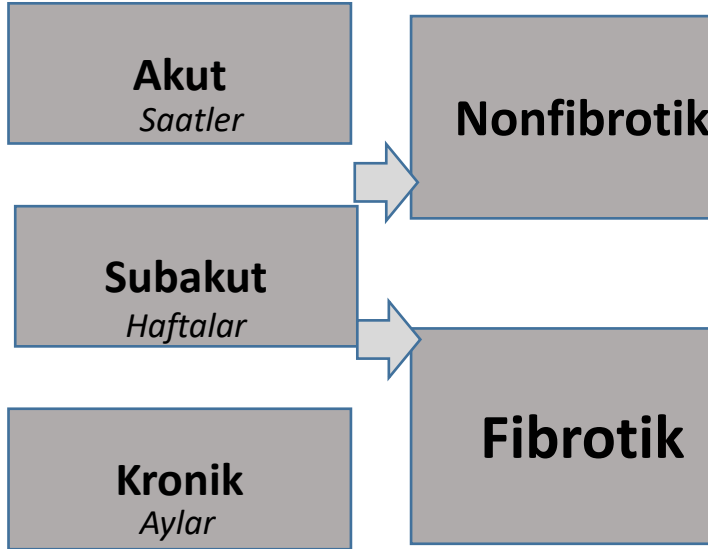 Akut
Saatler
Subakut
Haftalar
Kronik
Aylar
Nonfibrotik
Fibrotik